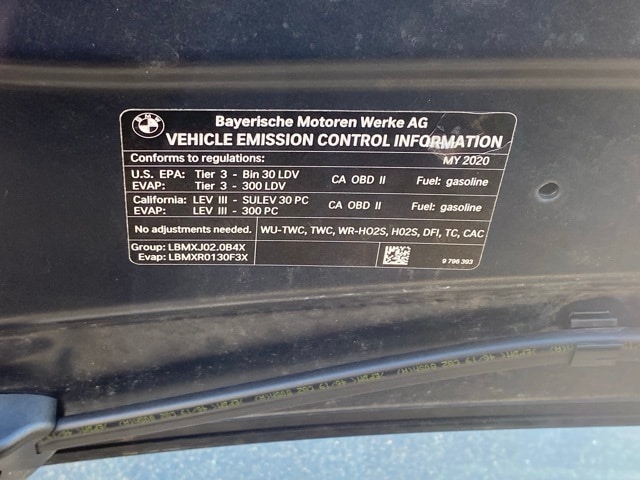 BMW
Bayerische Motoren Werke AG
VEHICLE EMISSION CONTROL INFORMATION
Conforms to regulations: MY 2020
U.S. EPA: Tier 3 - Bin 30 LDV CA OBD II Fuel: gasoline
EVAP: Tier 3 - 300 LDV
California: LEV III - SULEV 30 PC CA OBD II Fuel: gasoline
EVAP: LEV III - 300 PC
No adjustments needed. WU-TWC, TWC, WR-HO2S, H02S, DFI, TC, CAC
Group: LBMXJ02.0B4X
Evap: LBMXR0130F3X
9 796 393